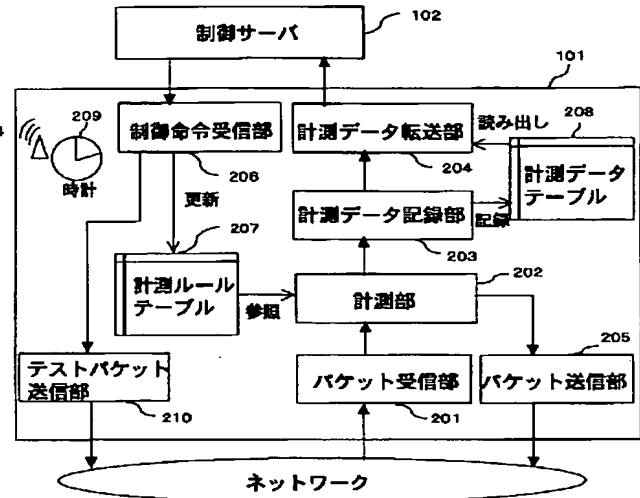 制御サーバ
102
101
4
209
時計
制御命令受信部
206
計測データ転送部
204
読み出し
208
計測データ
テーブル
更新
計測データ記録部
203
記録
207
計測ルール
テーブル
参照
202
計測部
205
テストパケット
送信部
210
パケット受信部
201
パケット送信部
ネットワーク